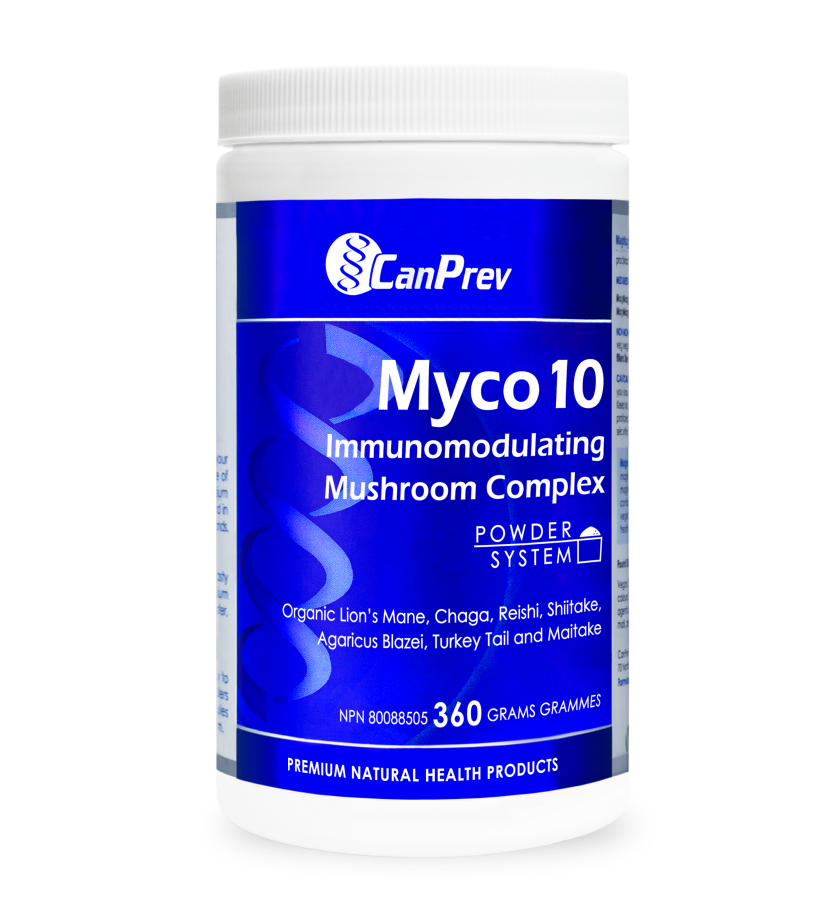 CanPrev
Myco 10
Immunomodulating
Mushroom Complex
POWDER
SYSTEM
Organic Lion's Mane, Chaga, Reishi, Shiitake,
Agaricus Blazei, Turkey Tail and Maitake
NPN 80088505 360 GRAMS GRAMMES
PREMIUM NATURAL HEALTH PRODUCTS